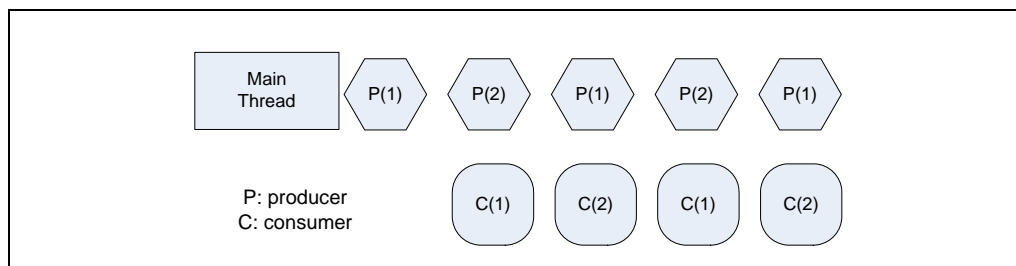 Main
Thread
P(1)
P(2)
P(1)
P(2)
P(1)
P: producer
C: consumer
C(1)
C(2)
C(1)
C(2)